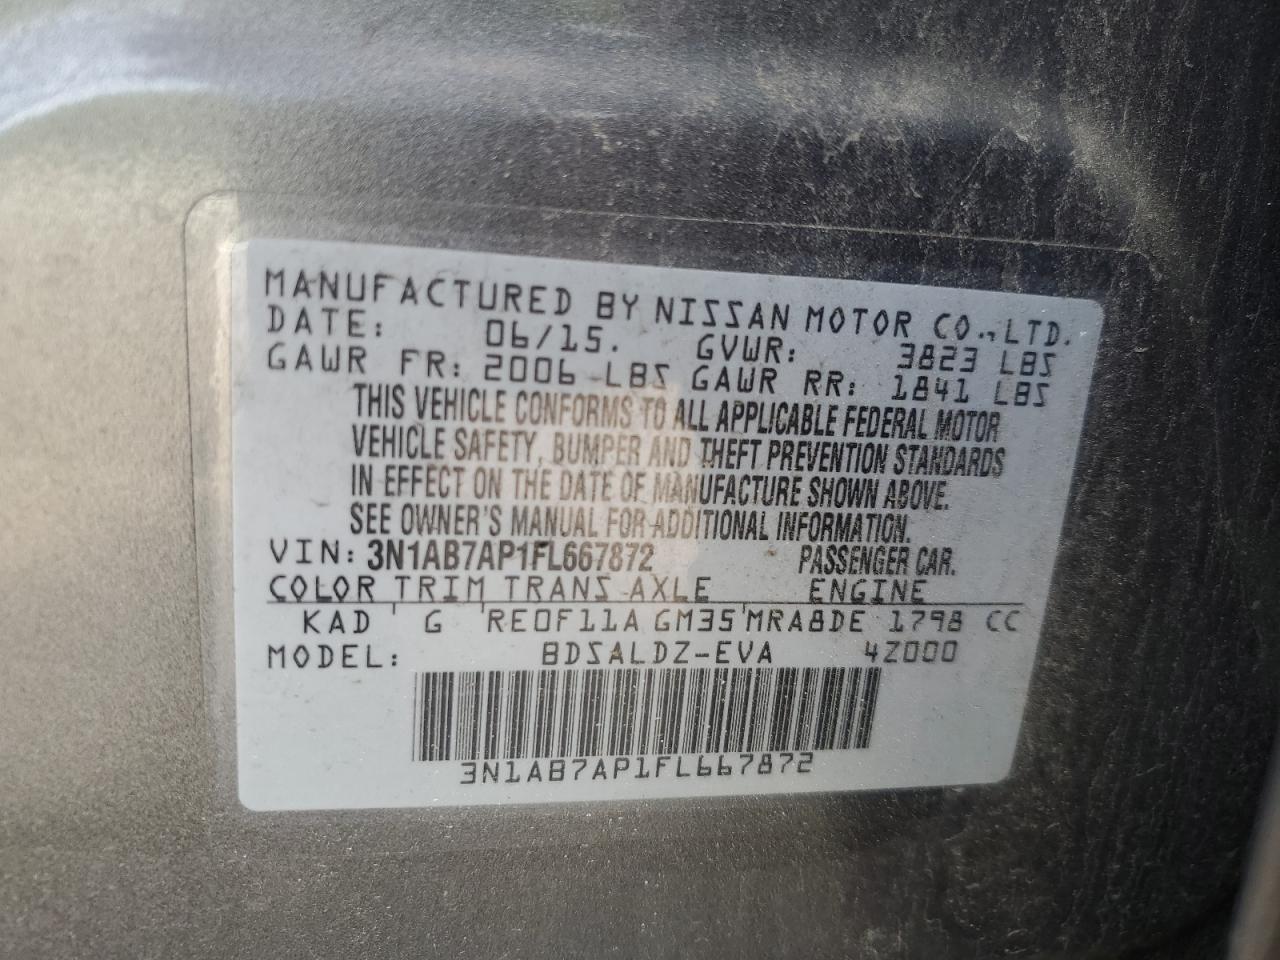 MANUFACTURED BY NISSAN MOTOR CO., LTD.
DATE: 06/15. GVWR: 3823 LBS
GAWR FR: 2006 LBS GAWR RR: 1841 LBS
THIS VEHICLE CONFORMS TO ALL APPLICABLE FEDERAL MOTOR
VEHICLE SAFETY, BUMPER AND THEFT PREVENTION STANDARDS
IN EFFECT ON THE DATE OF MANUFACTURE SHOWN ABOVE.
SEE OWNER'S MANUAL FOR ADDITIONAL INFORMATION.
VIN: 3N1AB7AP1FL667872 PASSENGER CAR.
COLOR TRIM TRANS AXLE ENGINE
KAD G RE0F11A GM35 MRA8DE 1798 CC
MODEL: BDSALDZ-EVA 4Z000
3N1AB7AP1FL667872